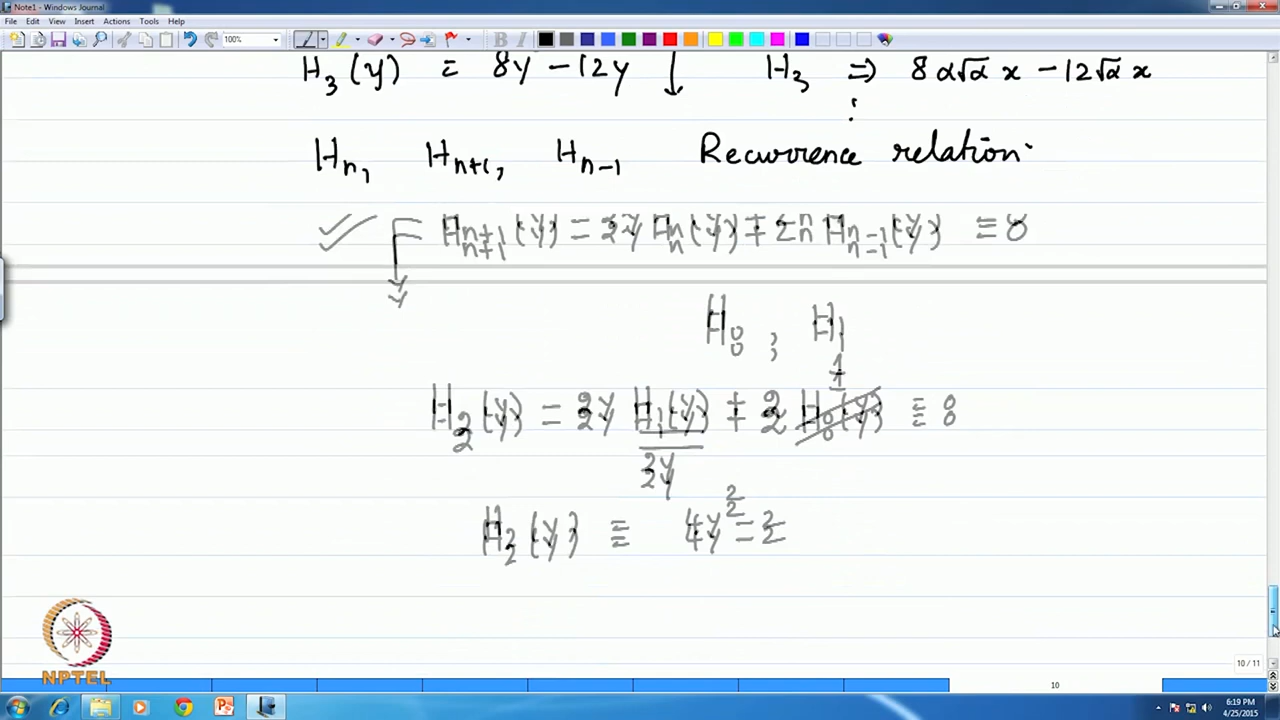 Note1 - Windows Journal
File Edit View Insert Actions Tools Help
100% B I
H₃(y) = 8y - 12y ↓ H₃ ⇒ 8α√α x - 12√α x
⋮
Hₙ, Hₙ₊₁, Hₙ₋₁ Recurrence relation.
Hₙ₊₁(y) = 2y Hₙ(y) + 2n Hₙ₋₁(y) = 0
H₀ ; H₁
1
H₂(y) = 2y H₁(y) + 2 H₀(y) = 0
2y
H₂(y) = 4y² - 2
NPTEL
10 / 11
10
6:19 PM
4/25/2015